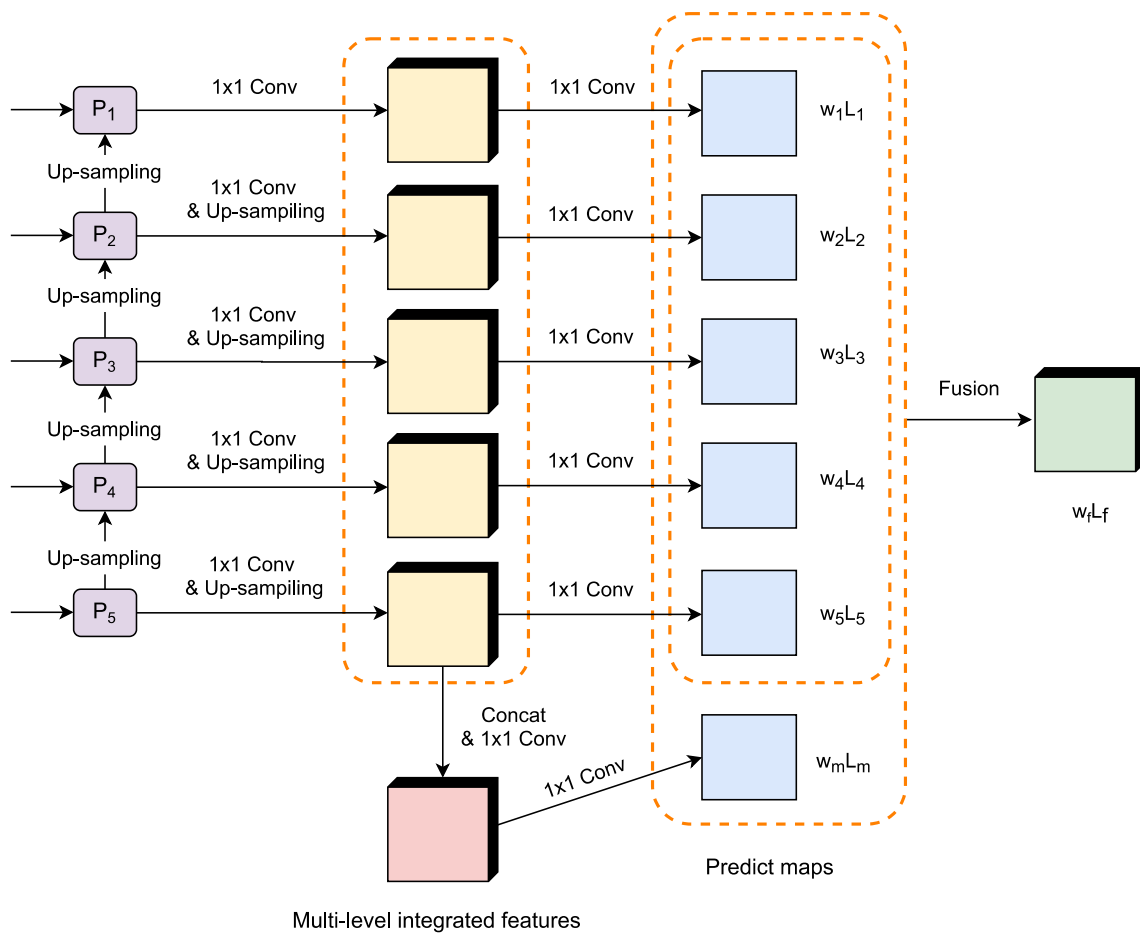 1x1 Conv
1x1 Conv
P₁
w₁L₁
Up-sampling
1x1 Conv
& Up-sampiling
1x1 Conv
P₂
w₂L₂
Up-sampling
1x1 Conv
& Up-sampiling
1x1 Conv
P₃
w₃L₃
Fusion
Up-sampling
1x1 Conv
& Up-sampiling
1x1 Conv
P₄
w₄L₄
w_fL_f
Up-sampling
1x1 Conv
& Up-sampiling
1x1 Conv
P₅
w₅L₅
Concat
& 1x1 Conv
1x1 Conv
wₘLₘ
Predict maps
Multi-level integrated features